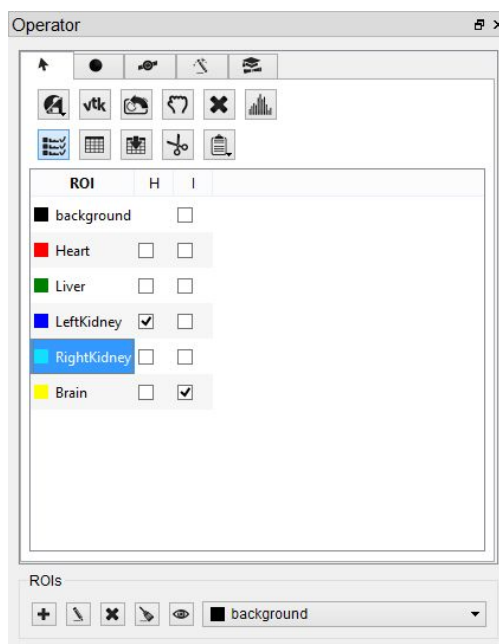 Operator
vtk
ROI H I
background
Heart
Liver
LeftKidney
RightKidney
Brain
ROIs
background